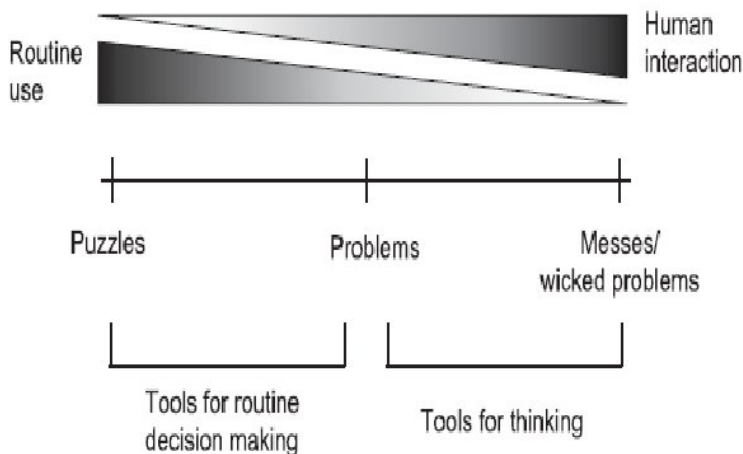 Routine
use
Human
interaction
Puzzles
Problems
Messes/
wicked problems
Tools for routine
decision making
Tools for thinking